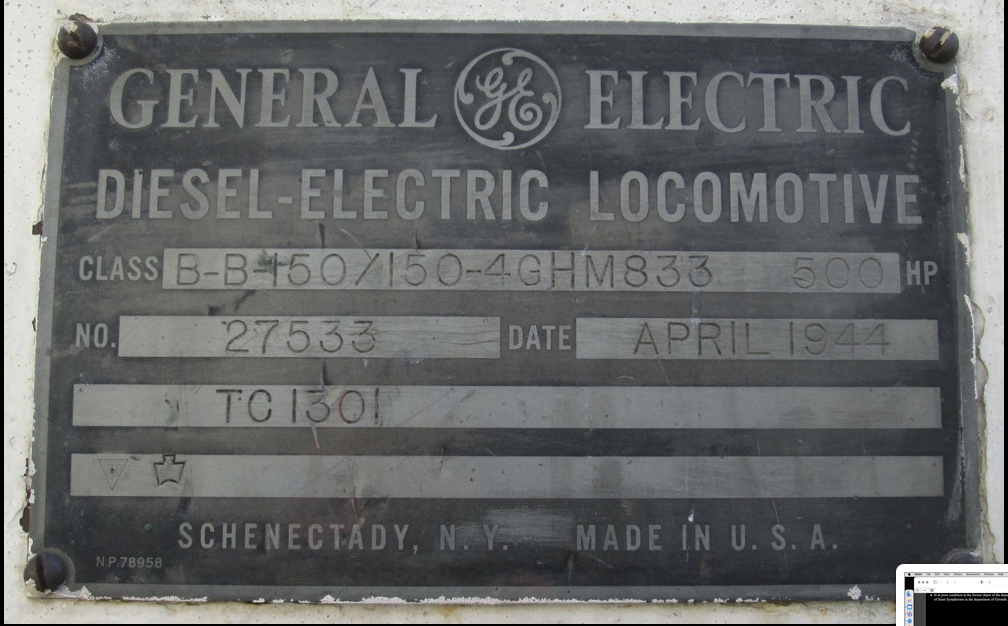 GENERAL GE ELECTRIC
DIESEL-ELECTRIC LOCOMOTIVE
CLASS B-B-150/150-4GHM833 500 HP
NO. 27533 DATE APRIL 1944
TC 1301
SCHENECTADY, N. Y. MADE IN U. S. A.
N.P. 78958